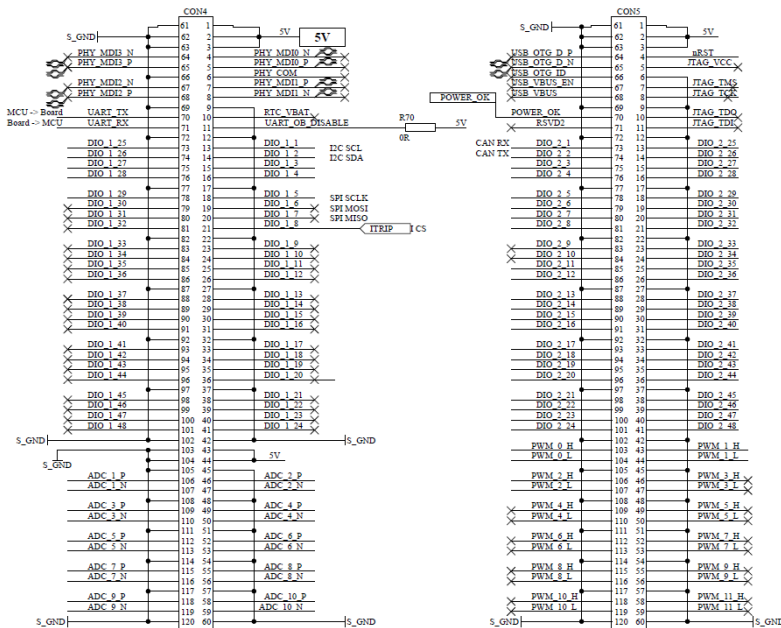 CON4 CON5
61 1 61 1
S_GND 62 2 5V 5V S_GND 62 2 5V
63 3 63 3
PHY_MDI3_N 64 4 PHY_MDI0_N USB_OTG_D_P 64 4 nRST
PHY_MDI3_P 65 5 PHY_MDI0_P USB_OTG_D_N 65 5 JTAG_VCC
66 6 PHY_COM USB_OTG_ID 66 6
PHY_MDI2_N 67 7 PHY_MDI1_P USB_VBUS_EN 67 7 JTAG_TMS
PHY_MDI2_P 68 8 PHY_MDI1_N USB_VBUS 68 8 JTAG_TCK
69 9 POWER_OK 69 9
MCU -> Board UART_TX 70 10 RTC_VBAT R70 POWER_OK 70 10 JTAG_TDO
Board -> MCU UART_RX 71 11 UART_OB_DISABLE 5V RSVD2 71 11 JTAG_TDI
72 12 0R 72 12
DIO_1_25 73 13 DIO_1_1 I2C SCL CAN RX DIO_2_1 73 13 DIO_2_25
DIO_1_26 74 14 DIO_1_2 I2C SDA CAN TX DIO_2_2 74 14 DIO_2_26
DIO_1_27 75 15 DIO_1_3 DIO_2_3 75 15 DIO_2_27
DIO_1_28 76 16 DIO_1_4 DIO_2_4 76 16 DIO_2_28
77 17 77 17
DIO_1_29 78 18 DIO_1_5 SPI SCLK DIO_2_5 78 18 DIO_2_29
DIO_1_30 79 19 DIO_1_6 SPI MOSI DIO_2_6 79 19 DIO_2_30
DIO_1_31 80 20 DIO_1_7 SPI MISO DIO_2_7 80 20 DIO_2_31
DIO_1_32 81 21 DIO_1_8 ITRIP CS DIO_2_8 81 21 DIO_2_32
82 22 82 22
DIO_1_33 83 23 DIO_1_9 DIO_2_9 83 23 DIO_2_33
DIO_1_34 84 24 DIO_1_10 DIO_2_10 84 24 DIO_2_34
DIO_1_35 85 25 DIO_1_11 DIO_2_11 85 25 DIO_2_35
DIO_1_36 86 26 DIO_1_12 DIO_2_12 86 26 DIO_2_36
87 27 87 27
DIO_1_37 88 28 DIO_1_13 DIO_2_13 88 28 DIO_2_37
DIO_1_38 89 29 DIO_1_14 DIO_2_14 89 29 DIO_2_38
DIO_1_39 90 30 DIO_1_15 DIO_2_15 90 30 DIO_2_39
DIO_1_40 91 31 DIO_1_16 DIO_2_16 91 31 DIO_2_40
92 32 92 32
DIO_1_41 93 33 DIO_1_17 DIO_2_17 93 33 DIO_2_41
DIO_1_42 94 34 DIO_1_18 DIO_2_18 94 34 DIO_2_42
DIO_1_43 95 35 DIO_1_19 DIO_2_19 95 35 DIO_2_43
DIO_1_44 96 36 DIO_1_20 DIO_2_20 96 36 DIO_2_44
97 37 97 37
DIO_1_45 98 38 DIO_1_21 DIO_2_21 98 38 DIO_2_45
DIO_1_46 99 39 DIO_1_22 DIO_2_22 99 39 DIO_2_46
DIO_1_47 100 40 DIO_1_23 DIO_2_23 100 40 DIO_2_47
DIO_1_48 101 41 DIO_1_24 DIO_2_24 101 41 DIO_2_48
S_GND 102 42 S_GND 102 42
103 43 PWM_0_H 103 43 PWM_1_H
S_GND 104 44 5V PWM_0_L 104 44 PWM_1_L
105 45 105 45
ADC_1_P 106 46 ADC_2_P PWM_2_H 106 46 PWM_3_H
ADC_1_N 107 47 ADC_2_N PWM_2_L 107 47 PWM_3_L
108 48 108 48
ADC_3_P 109 49 ADC_4_P PWM_4_H 109 49 PWM_5_H
ADC_3_N 110 50 ADC_4_N PWM_4_L 110 50 PWM_5_L
111 51 111 51
ADC_5_P 112 52 ADC_6_P PWM_6_H 112 52 PWM_7_H
ADC_5_N 113 53 ADC_6_N PWM_6_L 113 53 PWM_7_L
114 54 114 54
ADC_7_P 115 55 ADC_8_P PWM_8_H 115 55 PWM_9_H
ADC_7_N 116 56 ADC_8_N PWM_8_L 116 56 PWM_9_L
117 57 117 57
ADC_9_P 118 58 ADC_10_P PWM_10_H 118 58 PWM_11_H
ADC_9_N 119 59 ADC_10_N PWM_10_L 119 59 PWM_11_L
S_GND 120 60 S_GND S_GND 120 60 S_GND